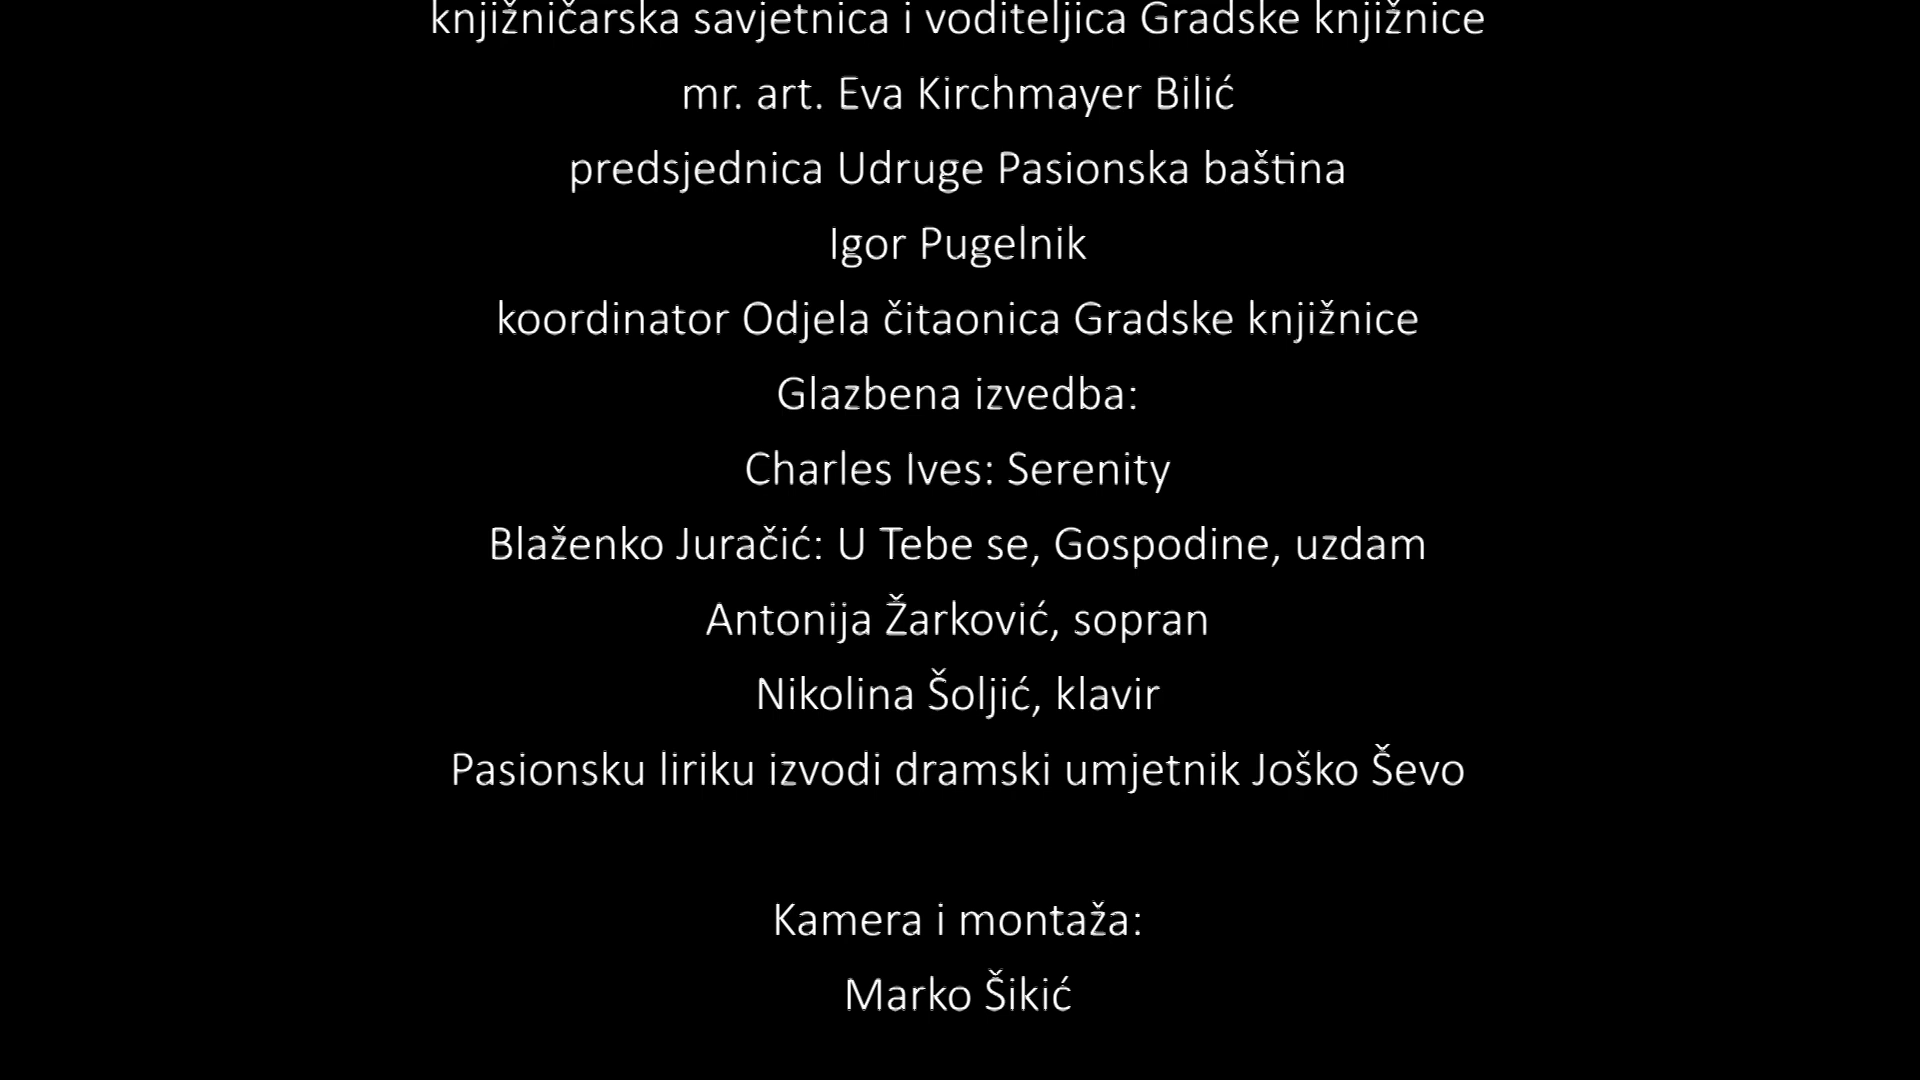 knjižničarska savjetnica i voditeljica Gradske knjižnice
mr. art. Eva Kirchmayer Bilić
predsjednica Udruge Pasionska baština
Igor Pugelnik
koordinator Odjela čitaonica Gradske knjižnice
Glazbena izvedba:
Charles Ives: Serenity
Blaženko Juračić: U Tebe se, Gospodine, uzdam
Antonija Žarković, sopran
Nikolina Šoljić, klavir
Pasionsku liriku izvodi dramski umjetnik Joško Ševo
Kamera i montaža:
Marko Šikić